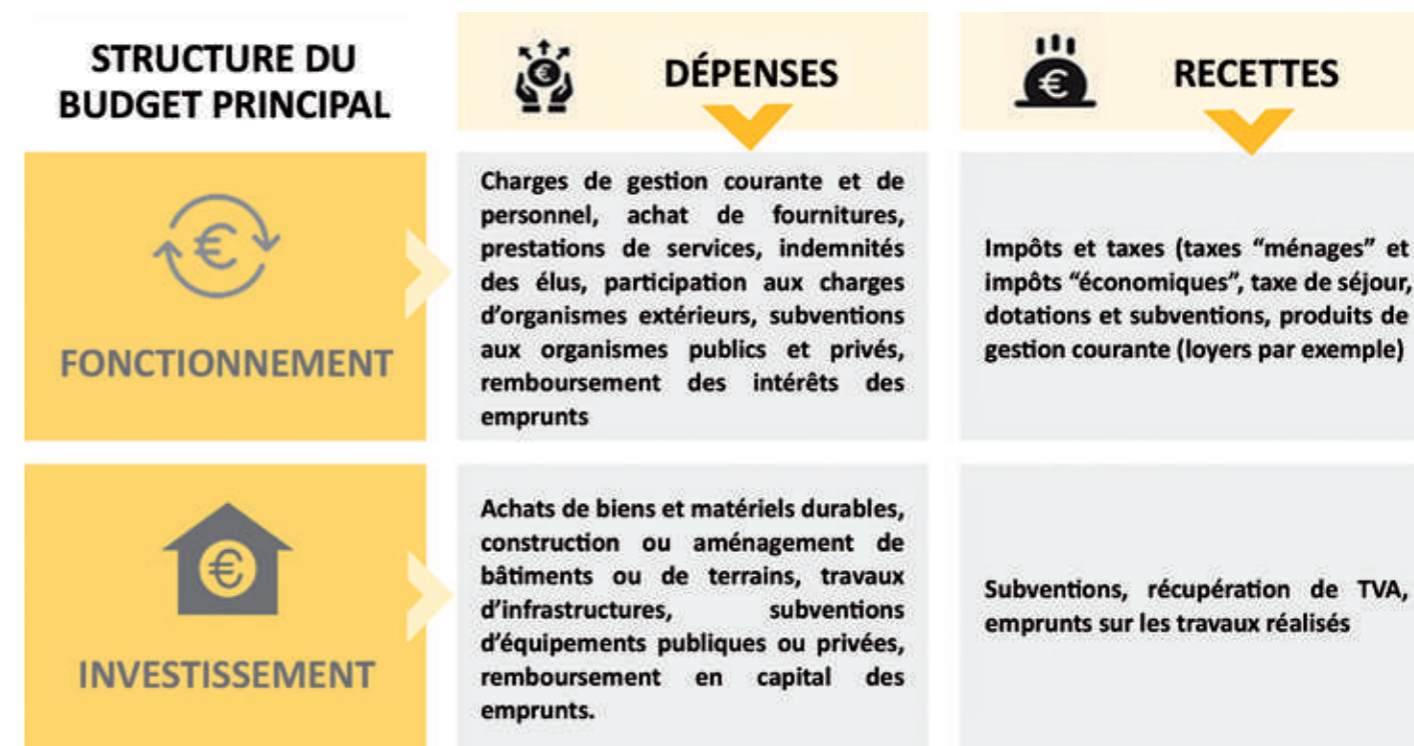 STRUCTURE DU
BUDGET PRINCIPAL
DÉPENSES
RECETTES
FONCTIONNEMENT
Charges de gestion courante et de
personnel, achat de fournitures,
prestations de services, indemnités
des élus, participation aux charges
d’organismes extérieurs, subventions
aux organismes publics et privés,
remboursement des intérêts des
emprunts
Impôts et taxes (taxes “ménages” et
impôts “économiques”, taxe de séjour,
dotations et subventions, produits de
gestion courante (loyers par exemple)
INVESTISSEMENT
Achats de biens et matériels durables,
construction ou aménagement de
bâtiments ou de terrains, travaux
d’infrastructures, subventions
d’équipements publiques ou privées,
remboursement en capital des
emprunts.
Subventions, récupération de TVA,
emprunts sur les travaux réalisés